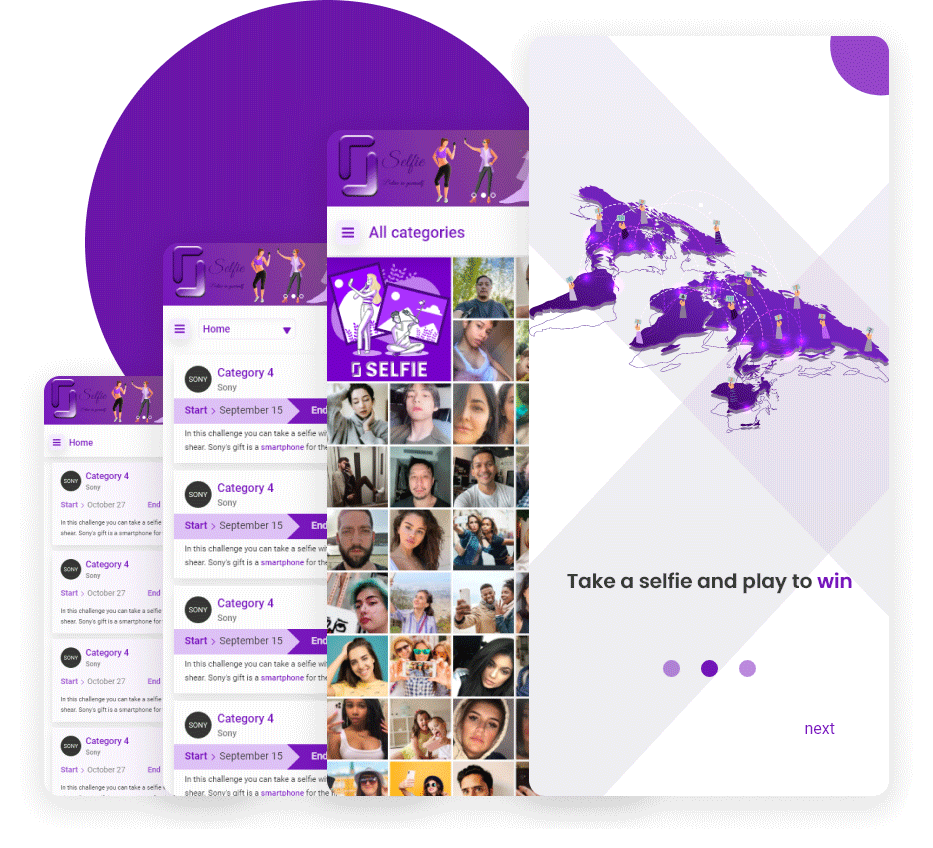 Selfie
Home
SONY
Category 4
Sony
Start > October 27 End
In this challenge you can take a selfie
shear. Sony's gift is a smartphone for
SONY
Category 4
Sony
Start > October 27 End
In this challenge you can take a selfie
shear. Sony's gift is a smartphone for
SONY
Category 4
Sony
Start > October 27 End
In this challenge you can take a selfie
shear. Sony's gift is a smartphone for
SONY
Category 4
Sony
Start > October 27 End
In this challenge you can take a selfie
Selfie
Home
SONY
Category 4
Sony
Start > September 15 End
In this challenge you can take a selfie wi
shear. Sony's gift is a smartphone for the
SONY
Category 4
Sony
Start > September 15 End
In this challenge you can take a selfie wi
shear. Sony's gift is a smartphone for the
SONY
Category 4
Sony
Start > September 15 End
In this challenge you can take a selfie wi
shear. Sony's gift is a smartphone for the
SONY
Category 4
Sony
Start > September 15 End
In this challenge you can take a selfie wi
shear. Sony's gift is a smartphone for the
Selfie
All categories
SELFIE
Take a selfie and play to win
next